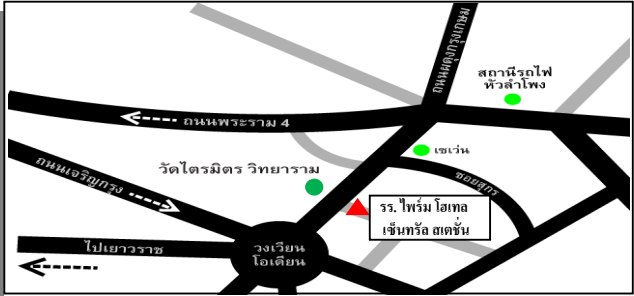 ถนนผดุงกรุงเกษม
สถานีรถไฟ
หัวลำโพง
ถนนพระราม 4
เซเว่น
ถนนเจริญกรุง
วัดไตรมิตร วิทยาราม
ซอยสุกร
รร. ไพร์ม โฮเทล
เซ็นทรัล สเตชั่น
ไปเยาวราช
วงเวียน
โอเดียน